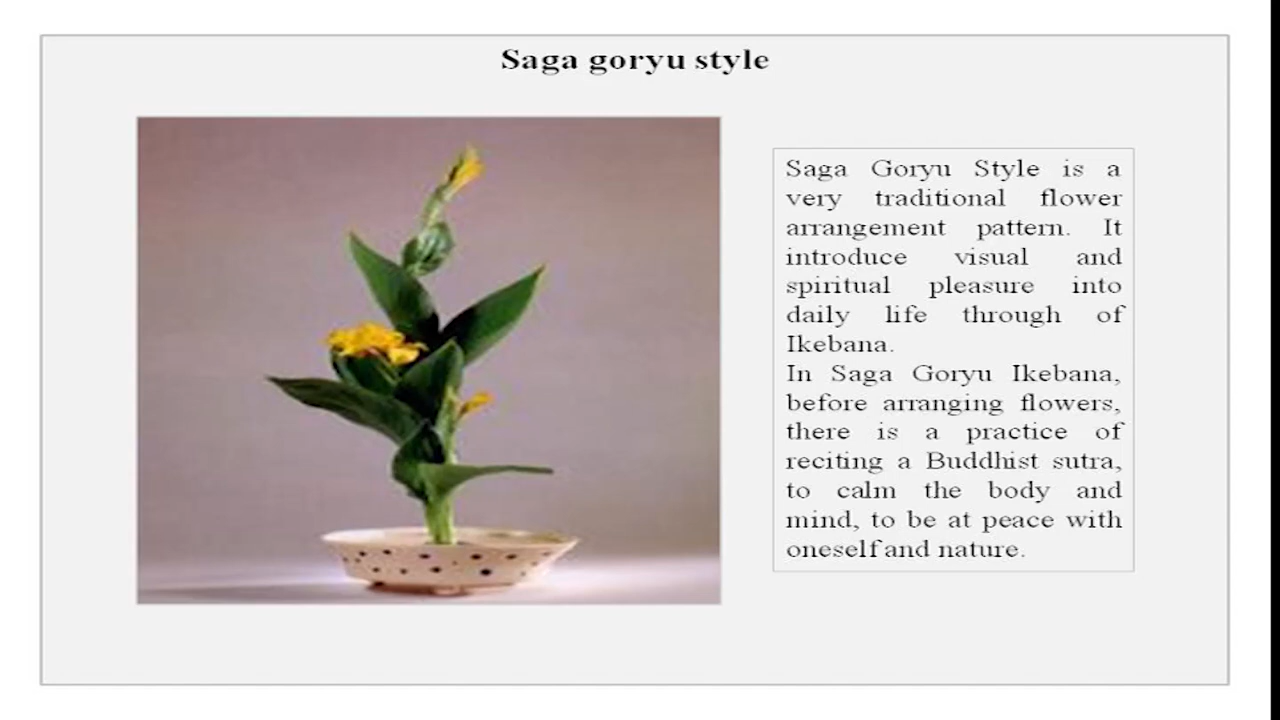 Saga goryu style
Saga Goryu Style is a
very traditional flower
arrangement pattern. It
introduce visual and
spiritual pleasure into
daily life through of
Ikebana.
In Saga Goryu Ikebana,
before arranging flowers,
there is a practice of
reciting a Buddhist sutra,
to calm the body and
mind, to be at peace with
oneself and nature.